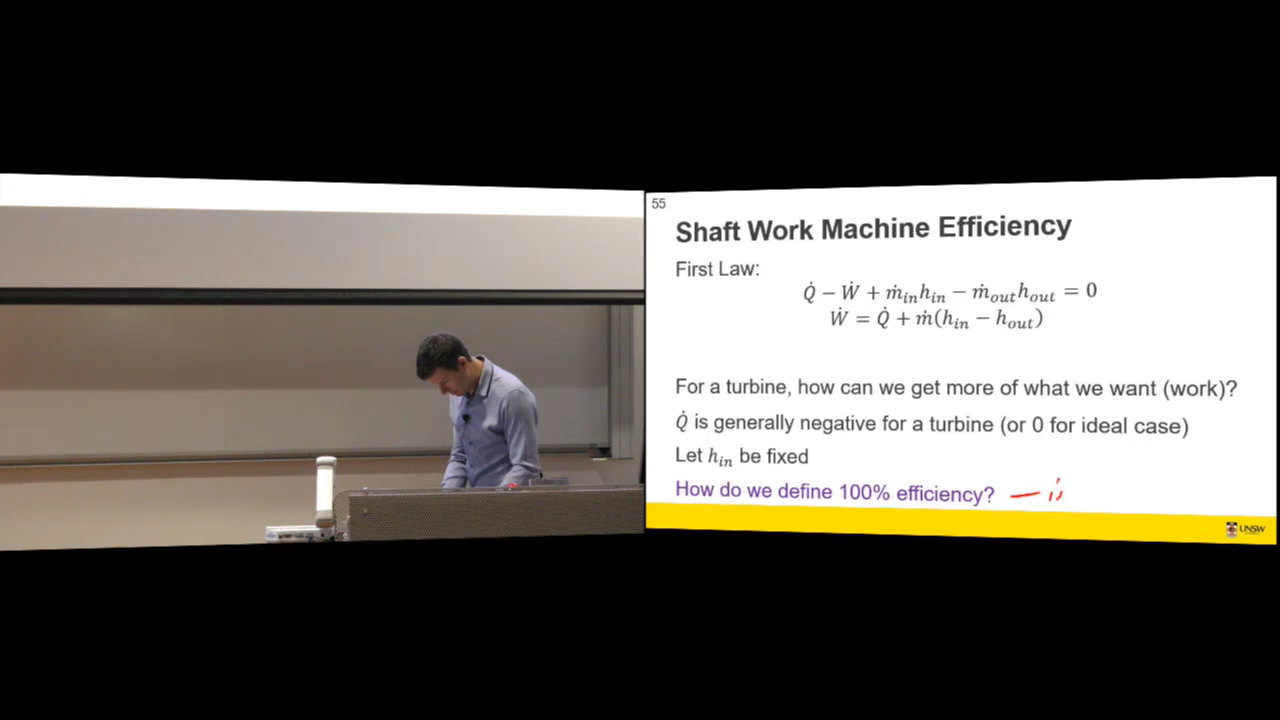 55
Shaft Work Machine Efficiency
First Law:
Q̇ − Ẇ + ṁ_in h_in − ṁ_out h_out = 0
Ẇ = Q̇ + ṁ(h_in − h_out)
For a turbine, how can we get more of what we want (work)?
Q̇ is generally negative for a turbine (or 0 for ideal case)
Let h_in be fixed
How do we define 100% efficiency?
UNSW